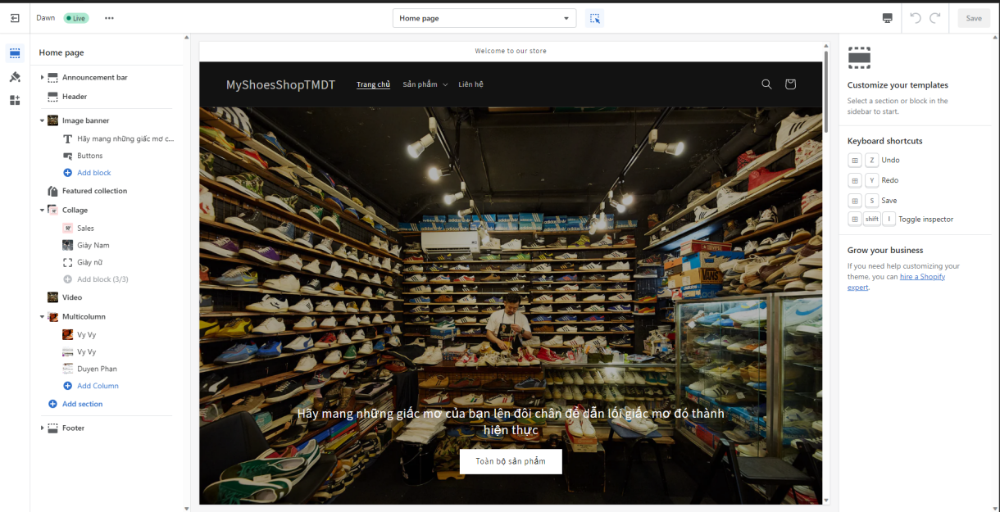 Dawn
Live
Home page
Save
Home page
Announcement bar
Header
Image banner
Hãy mang những giấc mơ c...
Buttons
Add block
Featured collection
Collage
Sales
Giày Nam
Giày nữ
Add block (3/3)
Video
Multicolumn
Vy Vy
Vy Vy
Duyen Phan
Add Column
Add section
Footer
Welcome to our store
MyShoesShopTMDT
Trang chủ
Sản phẩm
Liên hệ
VANS
Hãy mang những giấc mơ của bạn lên đôi chân để dẫn lối giấc mơ đó thành
hiện thực
Toàn bộ sản phẩm
Customize your templates
Select a section or block in the
sidebar to start.
Keyboard shortcuts
Z Undo
Y Redo
S Save
shift I Toggle inspector
Grow your business
If you need help customizing your
theme, you can hire a Shopify
expert.